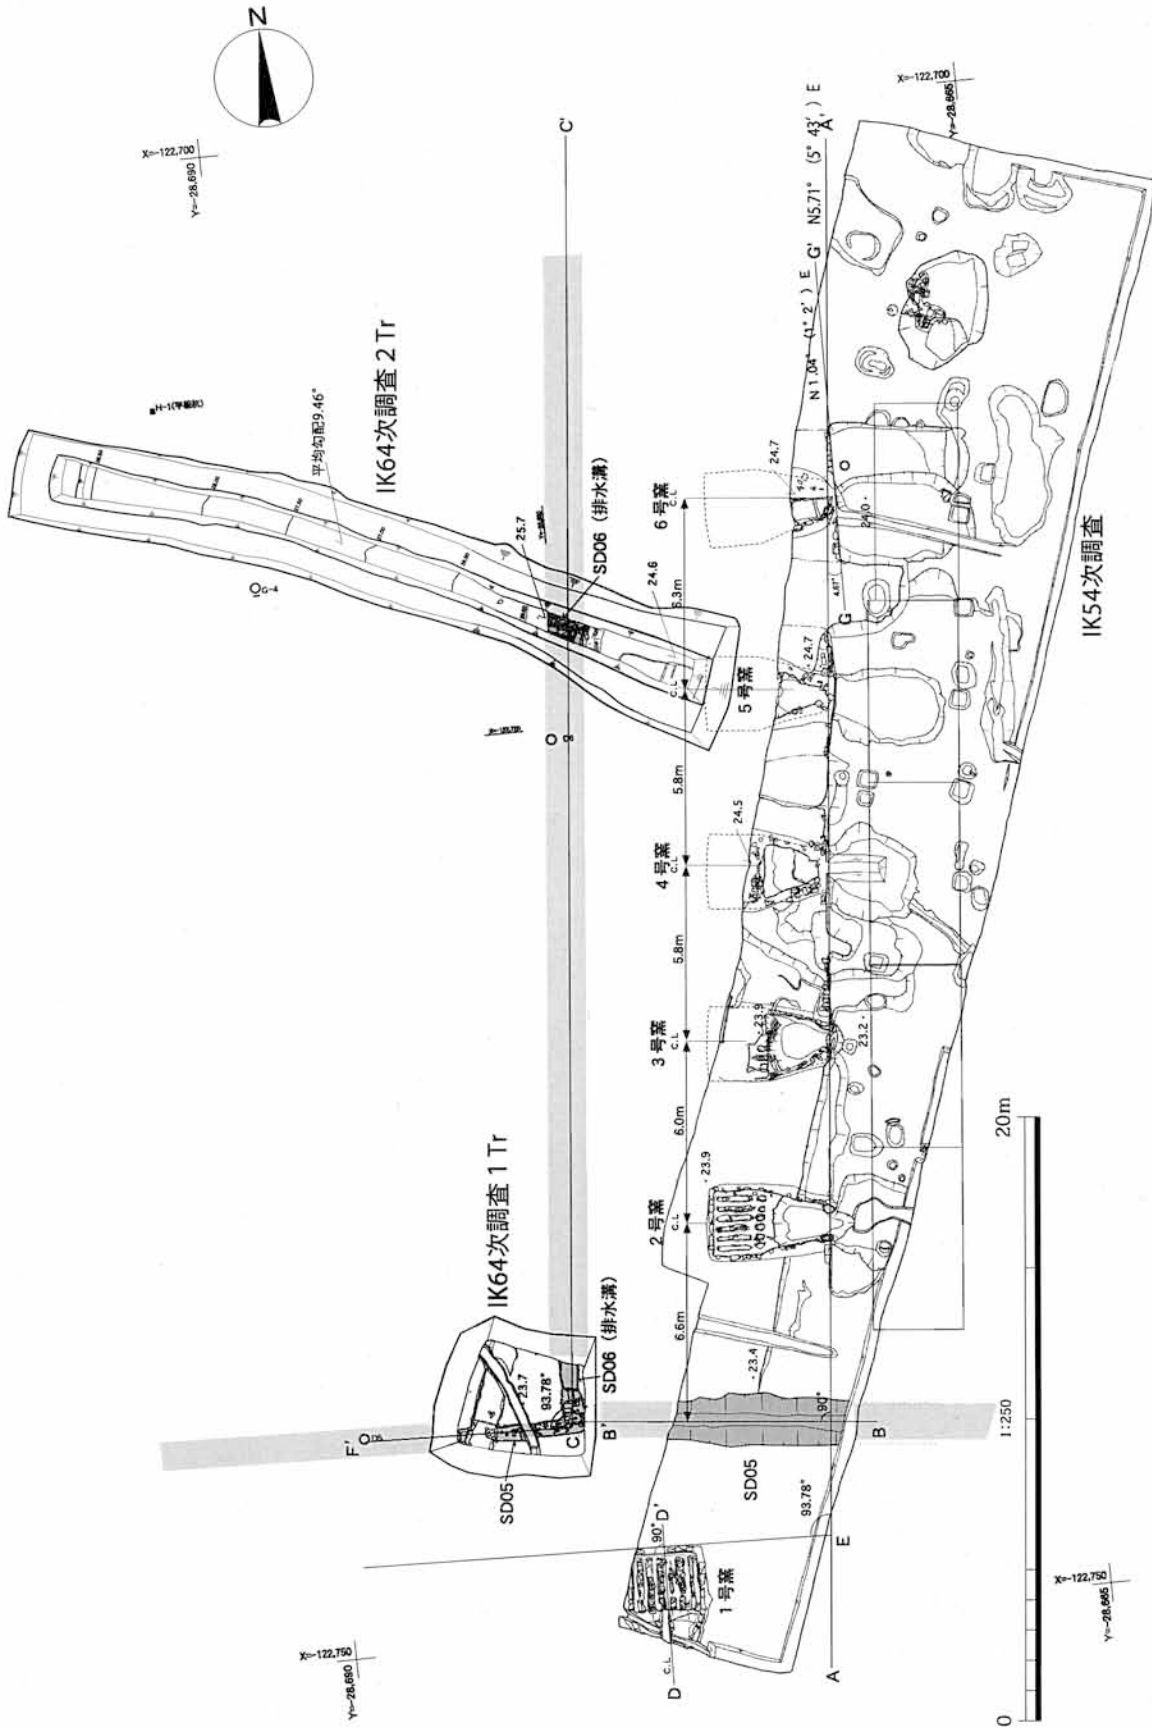 N
X=-122,700
Y=-28,690
X=-122,700
Y=-28,665
C'
IK64次調査 2 Tr
平均勾配9.46°
G-4
25.7
SD06（排水溝）
24.6
N5.71° (5° 43' ) E
A'
G'
N 1.04° (1° 2' ) E
6号窯
C.L
24.7
6.3m
24.0
4.67°
G
5号窯
C.L
24.7
5.8m
IK54次調査
4号窯
C.L
24.5
5.8m
3号窯
C.L
23.9
23.2
6.0m
2号窯
C.L
23.9
6.6m
IK64次調査 1 Tr
23.7
93.78°
SD06（排水溝）
F'
D5
C
B'
SD05
23.4
90°
B
SD05
93.78°
E
90°
D'
1号窯
D
C.L
A
0
1:250
20m
X=-122,750
Y=-28,690
X=-122,750
Y=-28,665